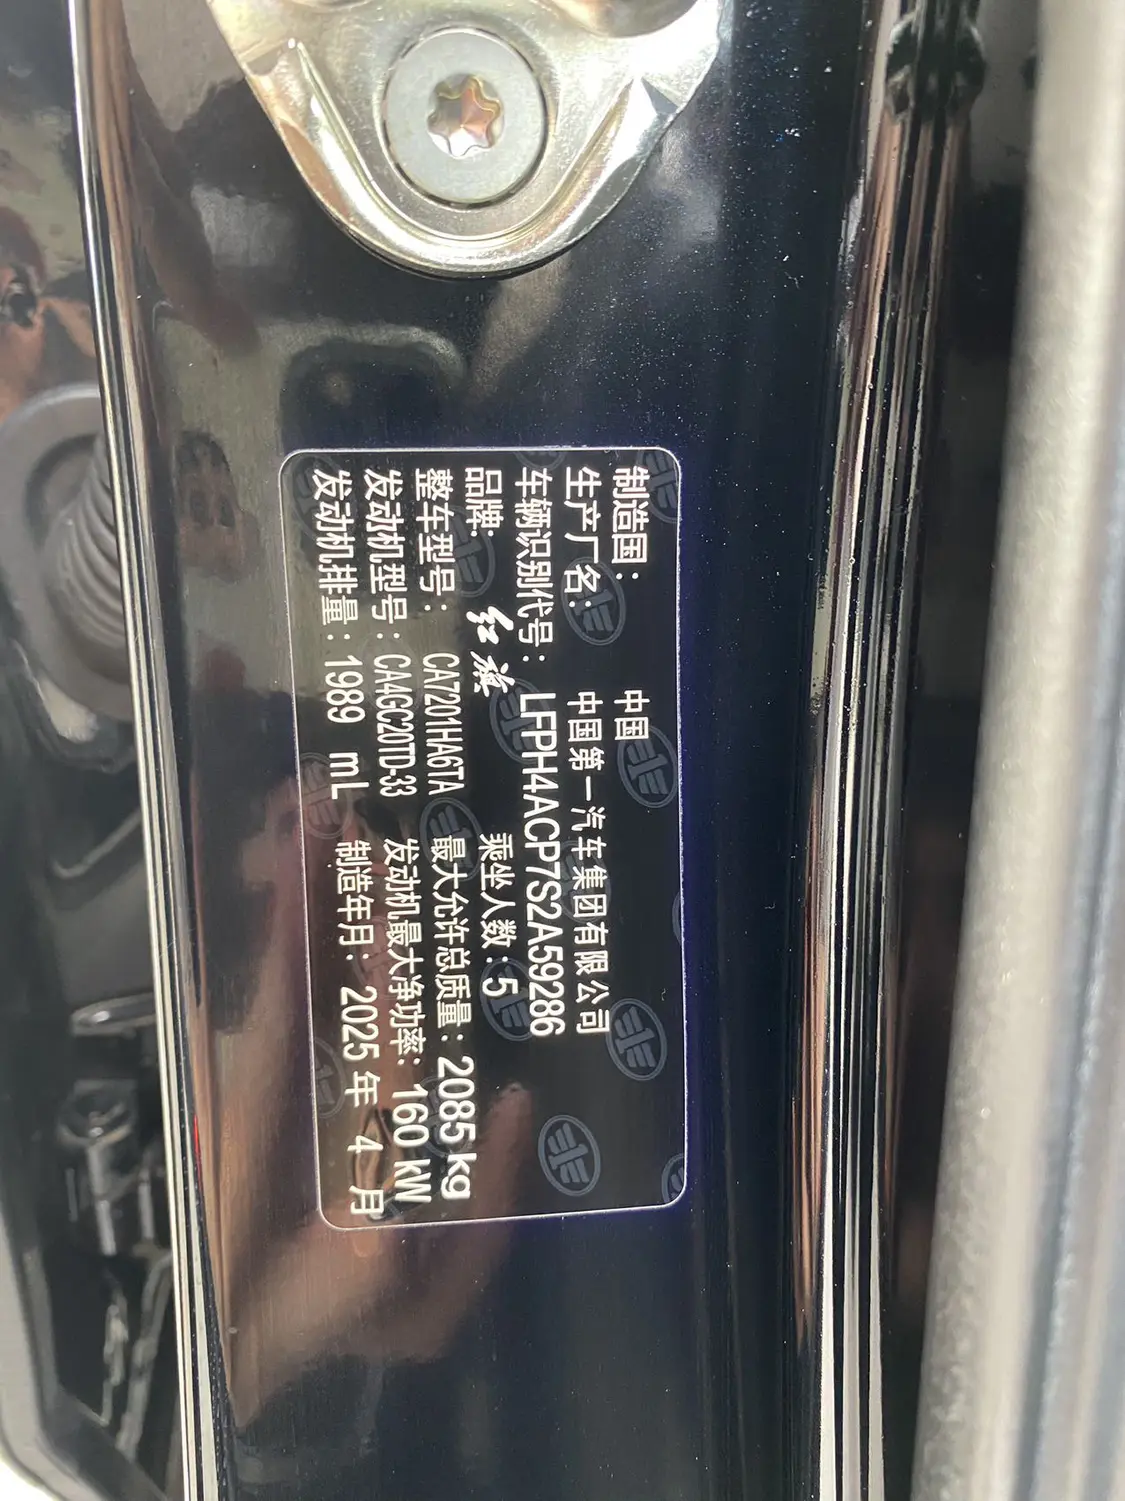 制造国: 中国
生产厂名: 中国第一汽车集团有限公司
车辆识别代号: LFPH4ACP7S2A59286
品牌: 红旗 乘坐人数: 5
整车型号: CA7201HA6TA 最大允许总质量: 2085 kg
发动机型号: CA4GC20TD-33 发动机最大净功率: 160 kW
发动机排量: 1989 mL 制造年月: 2025 年 4 月